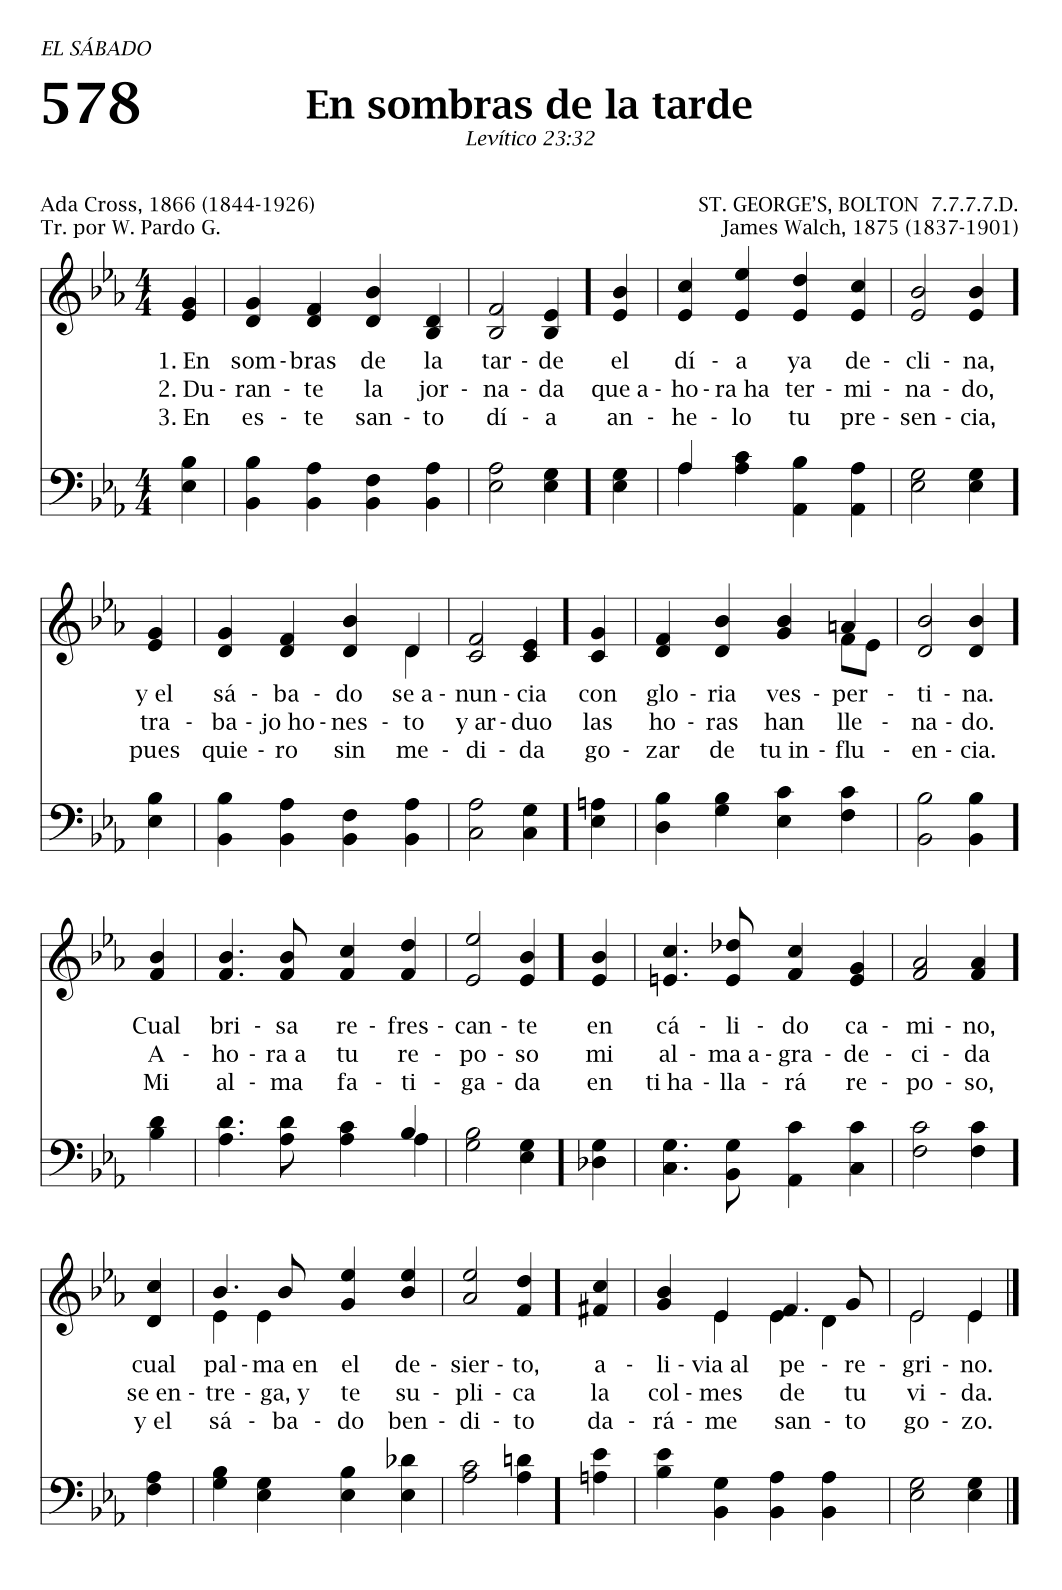 EL SÁBADO
578
En sombras de la tarde
Levítico 23:32
Ada Cross, 1866 (1844-1926)
ST. GEORGE'S, BOLTON 7.7.7.7.D.
Tr. por W. Pardo G.
James Walch, 1875 (1837-1901)
1. En som - bras de la tar - de el dí - a ya de - cli - na,
2. Du - ran - te la jor - na - da que a - ho - ra ha ter - mi - na - do,
3. En es - te san - to dí - a an - he - lo tu pre - sen - cia,
y el sá - ba - do se a - nun - cia con glo - ria ves - per - ti - na.
tra - ba - jo ho - nes - to y ar - duo las ho - ras han lle - na - do.
pues quie - ro sin me - di - da go - zar de tu in - flu - en - cia.
Cual bri - sa re - fres - can - te en cá - li - do ca - mi - no,
A - ho - ra a tu re - po - so mi al - ma a - gra - de - ci - da
Mi al - ma fa - ti - ga - da en ti ha - lla - rá re - po - so,
cual pal - ma en el de - sier - to, a - li - via al pe - re - gri - no.
se en - tre - ga, y te su - pli - ca la col - mes de tu vi - da.
y el sá - ba - do ben - di - to da - rá - me san - to go - zo.